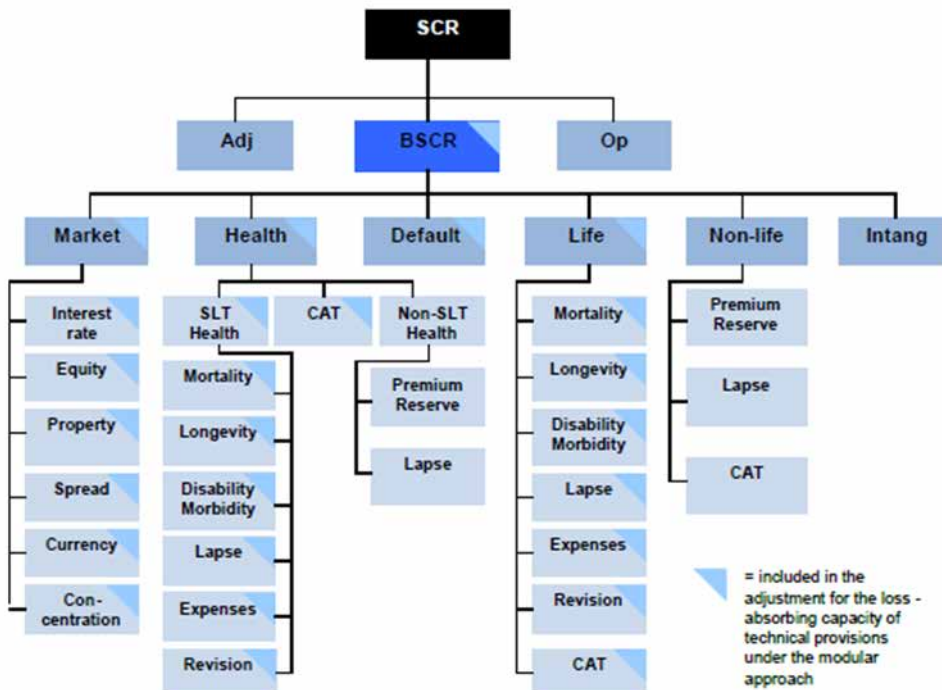 SCR
Adj
BSCR
Op
Market
Health
Default
Life
Non-life
Intang
Interest
rate
Equity
Property
Spread
Currency
Con-
centration
SLT
Health
CAT
Non-SLT
Health
Mortality
Longevity
Disability
Morbidity
Lapse
Expenses
Revision
Premium
Reserve
Lapse
Mortality
Longevity
Disability
Morbidity
Lapse
Expenses
Revision
CAT
Premium
Reserve
Lapse
CAT
= included in the
adjustment for the loss -
absorbing capacity of
technical provisions
under the modular
approach